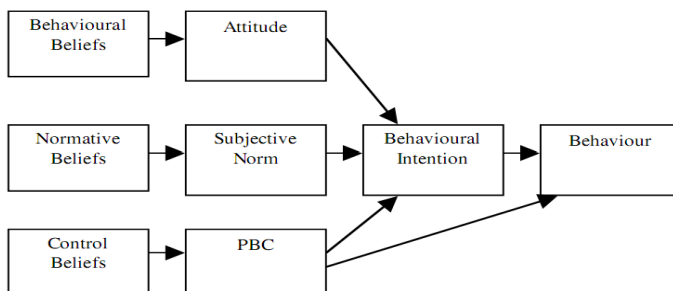 Behavioural
Beliefs
Attitude
Normative
Beliefs
Subjective
Norm
Behavioural
Intention
Behaviour
Control
Beliefs
PBC